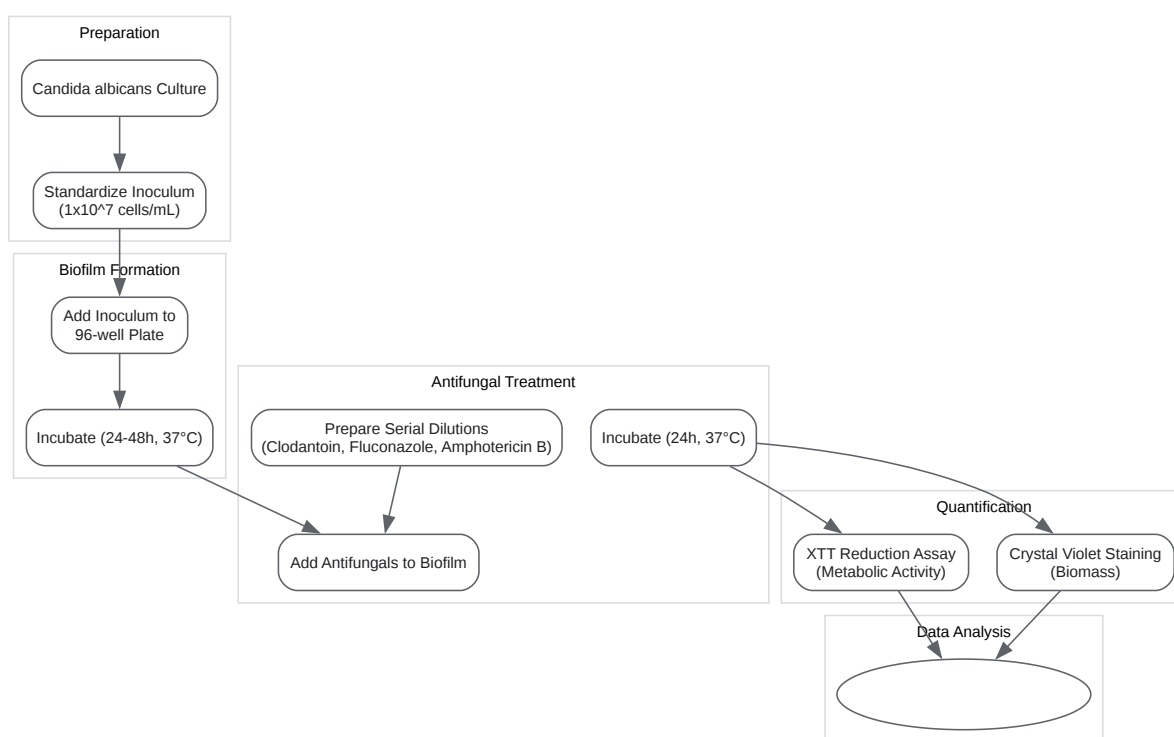 Preparation
Candida albicans Culture
Standardize Inoculum
(1x10^7 cells/mL)
Biofilm Formation
Add Inoculum to
96-well Plate
Incubate (24-48h, 37°C)
Antifungal Treatment
Prepare Serial Dilutions
(Clodantoin, Fluconazole, Amphotericin B)
Incubate (24h, 37°C)
Add Antifungals to Biofilm
Quantification
XTT Reduction Assay
(Metabolic Activity)
Crystal Violet Staining
(Biomass)
Data Analysis